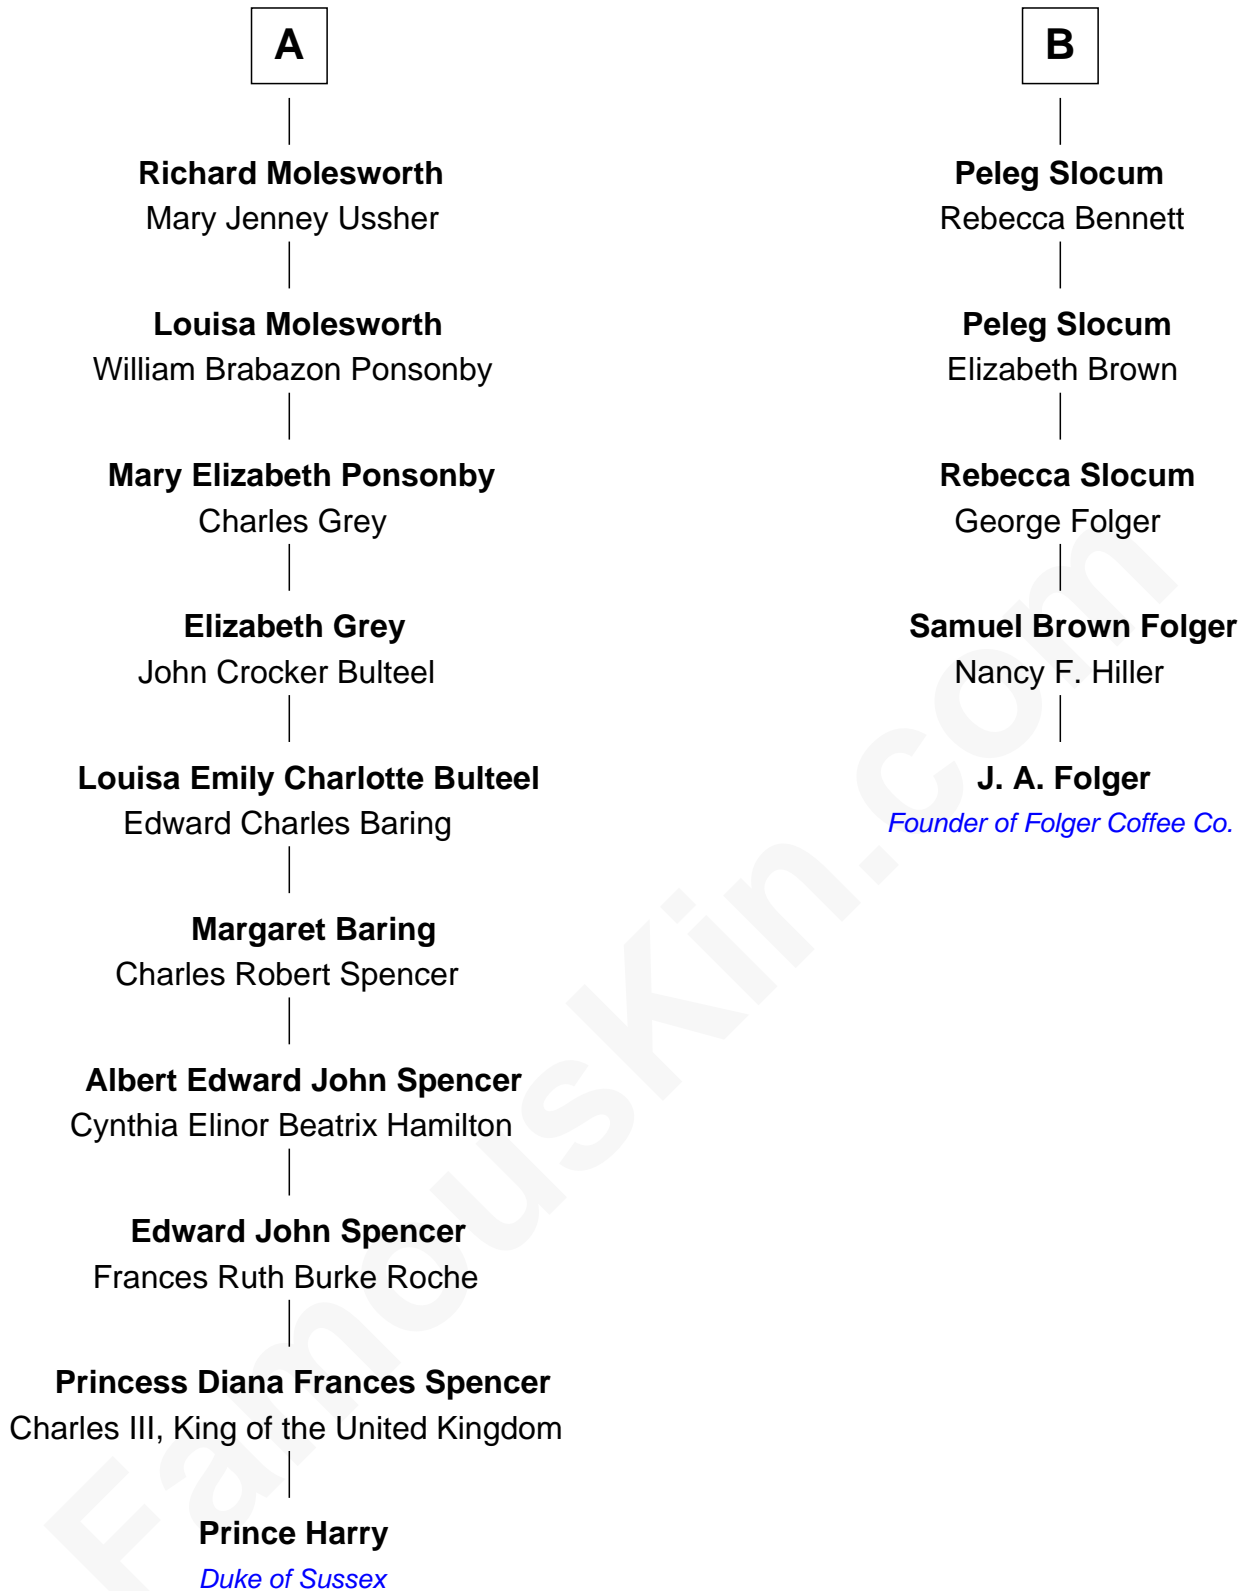 A
Richard Molesworth
Mary Jenney Ussher
Louisa Molesworth
William Brabazon Ponsonby
Mary Elizabeth Ponsonby
Charles Grey
Elizabeth Grey
John Crocker Bulteel
Louisa Emily Charlotte Bulteel
Edward Charles Baring
Margaret Baring
Charles Robert Spencer
Albert Edward John Spencer
Cynthia Elinor Beatrix Hamilton
Edward John Spencer
Frances Ruth Burke Roche
Princess Diana Frances Spencer
Charles III, King of the United Kingdom
Prince Harry
Duke of Sussex
B
Peleg Slocum
Rebecca Bennett
Peleg Slocum
Elizabeth Brown
Rebecca Slocum
George Folger
Samuel Brown Folger
Nancy F. Hiller
J. A. Folger
Founder of Folger Coffee Co.
FamousKin.com